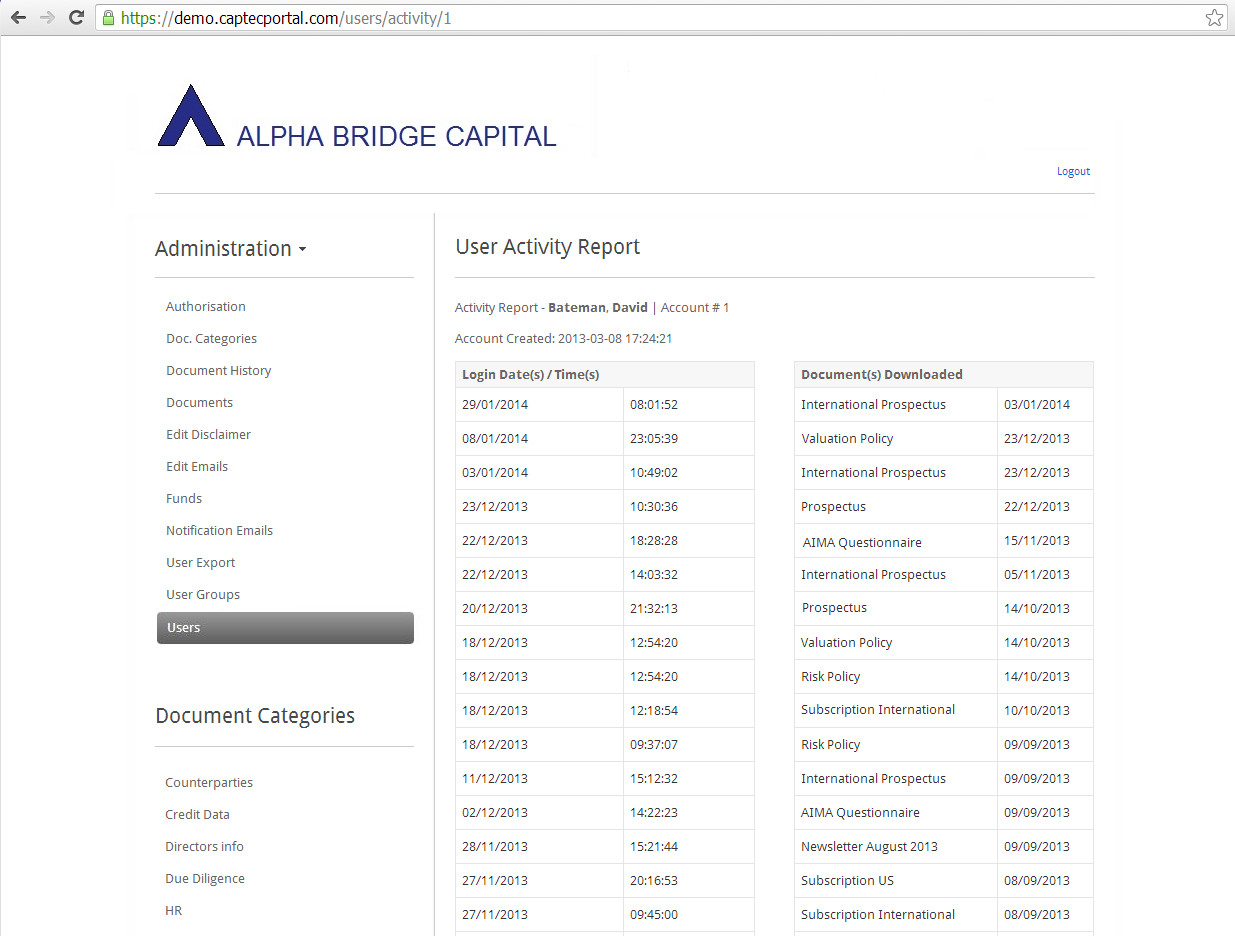 https://demo.captecportal.com/users/activity/1
ALPHA BRIDGE CAPITAL
Logout
Administration
Authorisation
Doc. Categories
Document History
Documents
Edit Disclaimer
Edit Emails
Funds
Notification Emails
User Export
User Groups
Users
Document Categories
Counterparties
Credit Data
Directors info
Due Diligence
HR
User Activity Report
Activity Report - Bateman, David | Account # 1
Account Created: 2013-03-08 17:24:21
Login Date(s) / Time(s)
29/01/2014 08:01:52
08/01/2014 23:05:39
03/01/2014 10:49:02
23/12/2013 10:30:36
22/12/2013 18:28:28
22/12/2013 14:03:32
20/12/2013 21:32:13
18/12/2013 12:54:20
18/12/2013 12:54:20
18/12/2013 12:18:54
18/12/2013 09:37:07
11/12/2013 15:12:32
02/12/2013 14:22:23
28/11/2013 15:21:44
27/11/2013 20:16:53
27/11/2013 09:45:00
Document(s) Downloaded
International Prospectus 03/01/2014
Valuation Policy 23/12/2013
International Prospectus 23/12/2013
Prospectus 22/12/2013
AIMA Questionnaire 15/11/2013
International Prospectus 05/11/2013
Prospectus 14/10/2013
Valuation Policy 14/10/2013
Risk Policy 14/10/2013
Subscription International 10/10/2013
Risk Policy 09/09/2013
International Prospectus 09/09/2013
AIMA Questionnaire 09/09/2013
Newsletter August 2013 09/09/2013
Subscription US 08/09/2013
Subscription International 08/09/2013